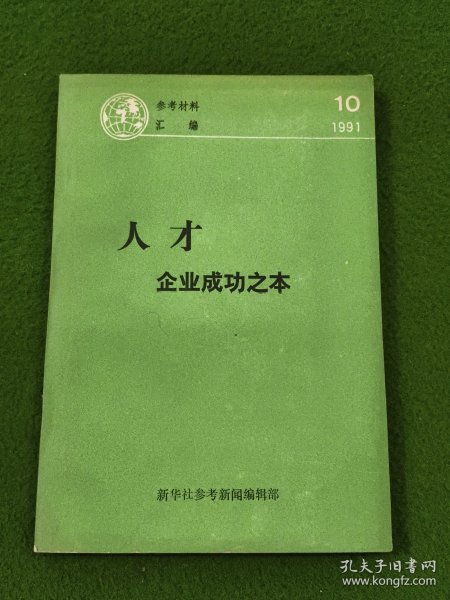 参考材料
汇编
10
1991
人才
企业成功之本
新华社参考新闻编辑部
孔夫子旧书网
www.kongfz.com